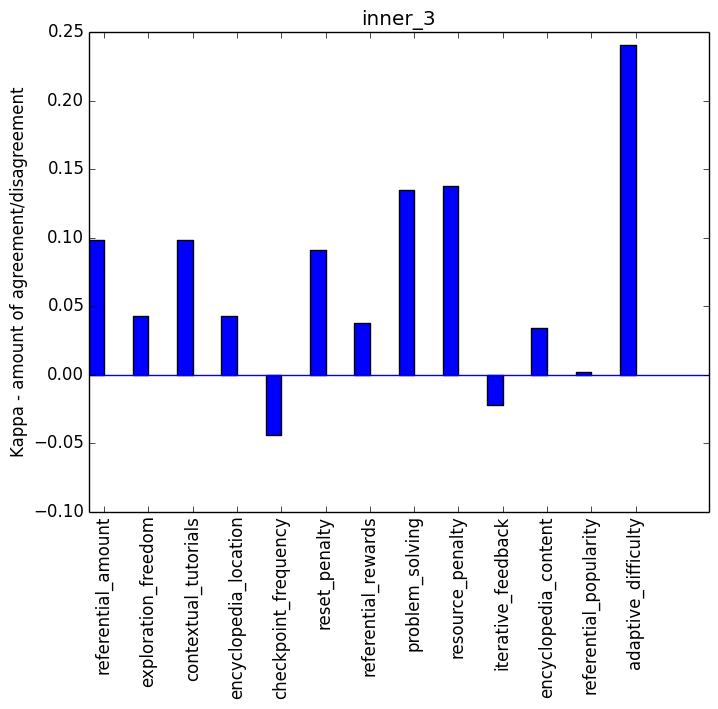 inner_3
Kappa - amount of agreement/disagreement
0.25
0.20
0.15
0.10
0.05
0.00
−0.05
−0.10
referential_amount
exploration_freedom
contextual_tutorials
encyclopedia_location
checkpoint_frequency
reset_penalty
referential_rewards
problem_solving
resource_penalty
iterative_feedback
encyclopedia_content
referential_popularity
adaptive_difficulty